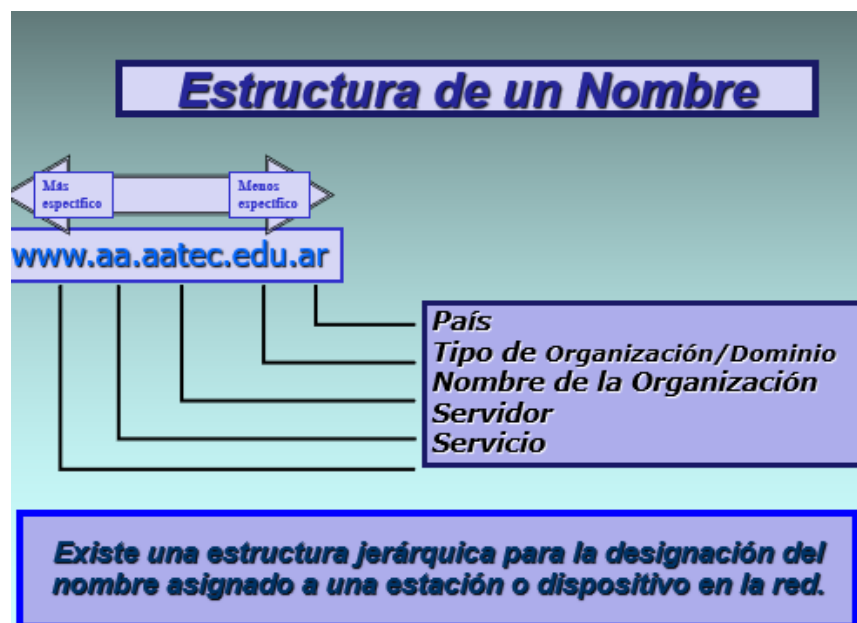 Estructura de un Nombre
Más
específico
Menos
específico
www.aa.aatec.edu.ar
País
Tipo de Organización/Dominio
Nombre de la Organización
Servidor
Servicio
Existe una estructura jerárquica para la designación del
nombre asignado a una estación o dispositivo en la red.